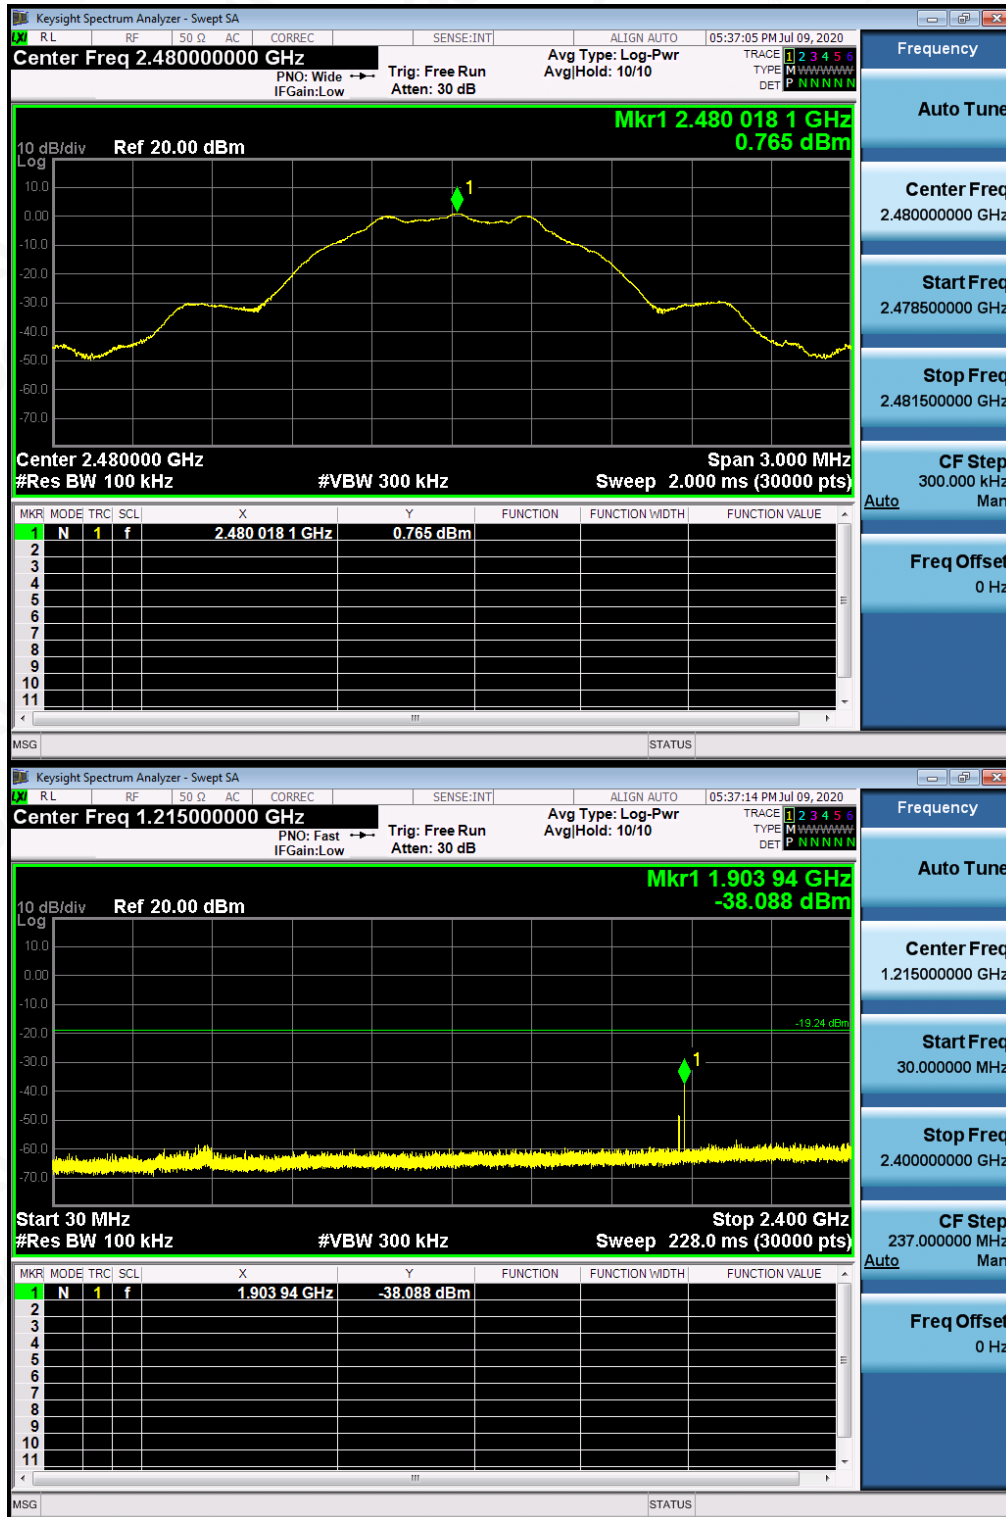 Keysight Spectrum Analyzer - Swept SA
LXI RL RF 50 Ω AC CORREC SENSE:INT ALIGN AUTO 05:37:05 PM Jul 09, 2020
Center Freq 2.480000000 GHz
PNO: Wide
IFGain:Low
Trig: Free Run
Atten: 30 dB
Avg Type: Log-Pwr
Avg|Hold: 10/10
TRACE 1 2 3 4 5 6
TYPE M WWWWW
DET P N N N N N
Mkr1 2.480 018 1 GHz
0.765 dBm
10 dB/div Ref 20.00 dBm
Log
10.0
0.00
-10.0
-20.0
-30.0
-40.0
-50.0
-60.0
-70.0
1
Center 2.480000 GHz Span 3.000 MHz
#Res BW 100 kHz #VBW 300 kHz Sweep 2.000 ms (30000 pts)
MKR MODE TRC SCL X Y FUNCTION FUNCTION WIDTH FUNCTION VALUE
1 N 1 f 2.480 018 1 GHz 0.765 dBm
2
3
4
5
6
7
8
9
10
11
MSG STATUS
Frequency
Auto Tune
Center Freq
2.480000000 GHz
Start Freq
2.478500000 GHz
Stop Freq
2.481500000 GHz
CF Step
300.000 kHz
Auto Man
Freq Offset
0 Hz
Keysight Spectrum Analyzer - Swept SA
LXI RL RF 50 Ω AC CORREC SENSE:INT ALIGN AUTO 05:37:14 PM Jul 09, 2020
Center Freq 1.215000000 GHz
PNO: Fast
IFGain:Low
Trig: Free Run
Atten: 30 dB
Avg Type: Log-Pwr
Avg|Hold: 10/10
TRACE 1 2 3 4 5 6
TYPE M WWWWW
DET P N N N N N
Mkr1 1.903 94 GHz
-38.088 dBm
10 dB/div Ref 20.00 dBm
Log
10.0
0.00
-10.0
-20.0
-30.0
-40.0
-50.0
-60.0
-70.0
-19.24 dBm
1
Start 30 MHz Stop 2.400 GHz
#Res BW 100 kHz #VBW 300 kHz Sweep 228.0 ms (30000 pts)
MKR MODE TRC SCL X Y FUNCTION FUNCTION WIDTH FUNCTION VALUE
1 N 1 f 1.903 94 GHz -38.088 dBm
2
3
4
5
6
7
8
9
10
11
MSG STATUS
Frequency
Auto Tune
Center Freq
1.215000000 GHz
Start Freq
30.000000 MHz
Stop Freq
2.400000000 GHz
CF Step
237.000000 MHz
Auto Man
Freq Offset
0 Hz